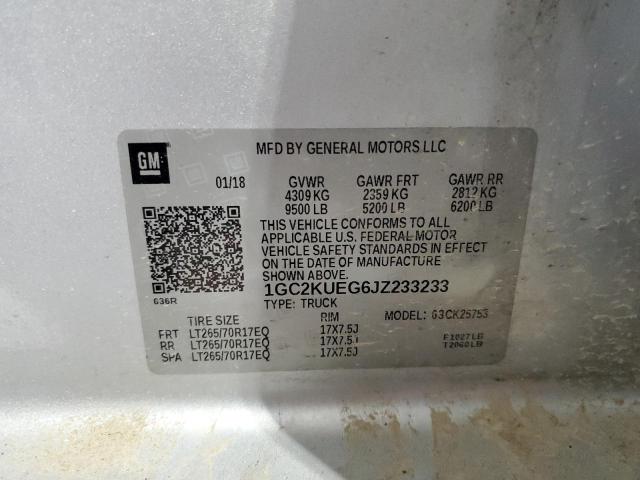 GM
MFD BY GENERAL MOTORS LLC
01/18 GVWR GAWR FRT GAWR RR
4309 KG 2359 KG 2812 KG
9500 LB 5200 LB 6200 LB
THIS VEHICLE CONFORMS TO ALL
APPLICABLE U.S. FEDERAL MOTOR
VEHICLE SAFETY STANDARDS IN EFFECT
ON THE DATE OF MANUFACTURE
SHOWN ABOVE.
636R
1GC2KUEG6JZ233233
TYPE: TRUCK
TIRE SIZE RIM MODEL: G3CK25753
FRT LT265/70R17EQ 17X7.5J
RR LT265/70R17EQ 17X7.5J
SPA LT265/70R17EQ 17X7.5J
F1027LB
T2060LB